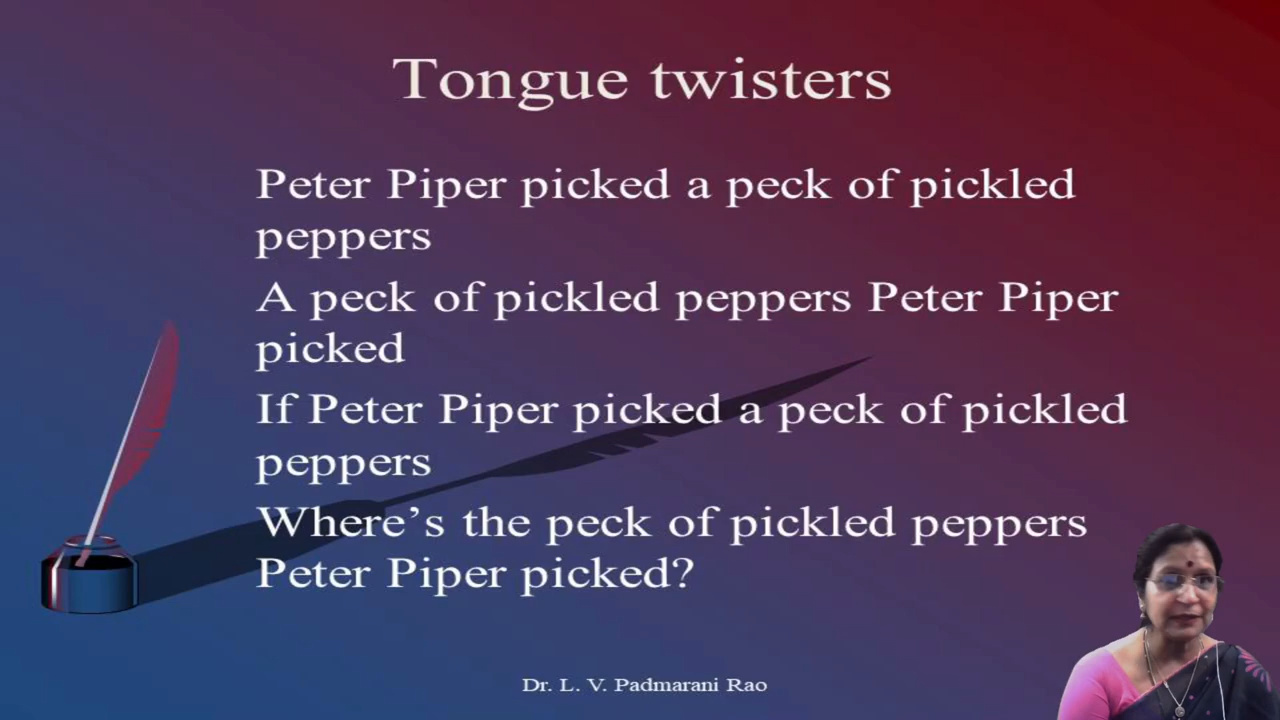 Tongue twisters
Peter Piper picked a peck of pickled
peppers
A peck of pickled peppers Peter Piper
picked
If Peter Piper picked a peck of pickled
peppers
Where’s the peck of pickled peppers
Peter Piper picked?
Dr. L. V. Padmarani Rao